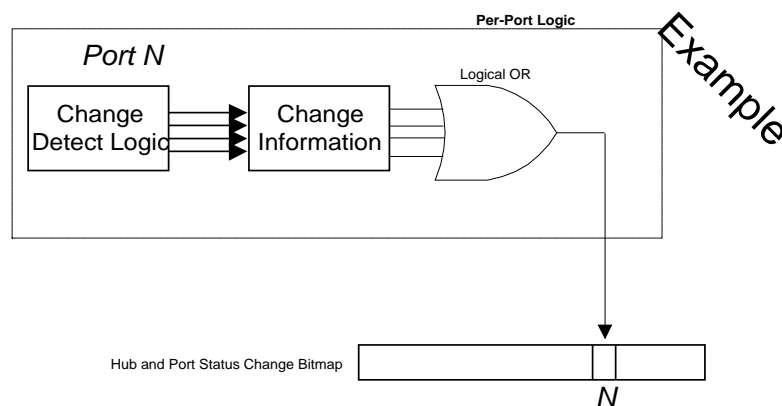 Per-Port Logic
Example
Port N
Logical OR
Change
Detect Logic
Change
Information
Hub and Port Status Change Bitmap
N